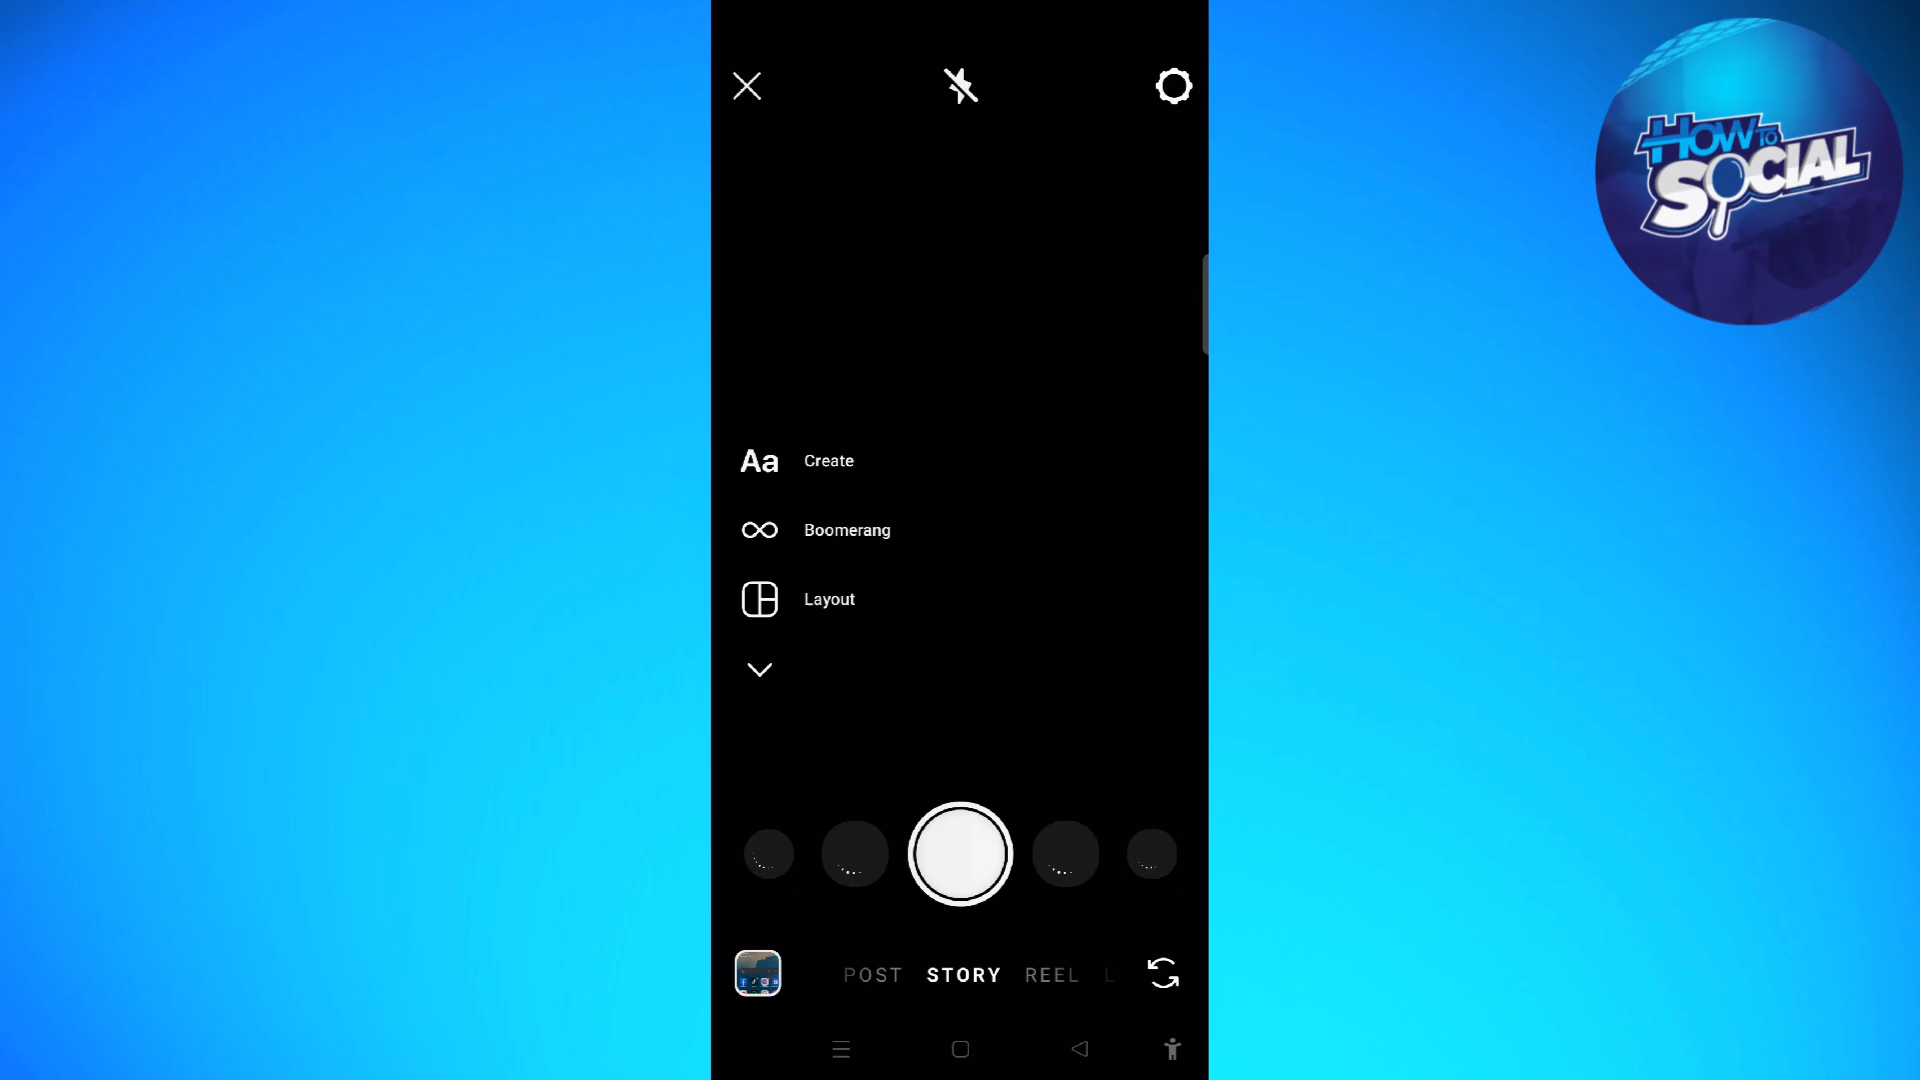 HOW TO
SOCIAL
Aa Create
Boomerang
Layout
POST STORY REEL L